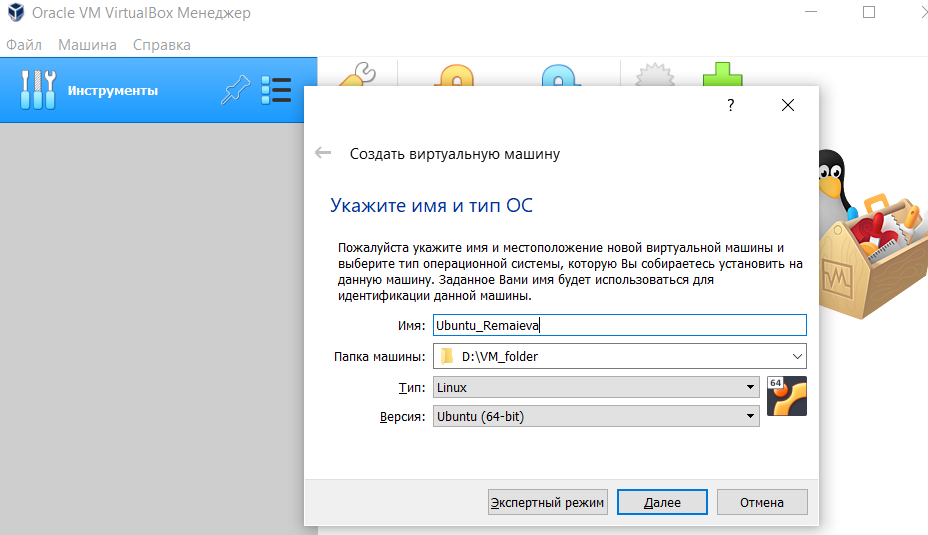 Oracle VM VirtualBox Менеджер
Файл Машина Справка
Инструменты
?
Создать виртуальную машину
Укажите имя и тип ОС
Пожалуйста укажите имя и местоположение новой виртуальной машины и
выберите тип операционной системы, которую Вы собираетесь установить на
данную машину. Заданное Вами имя будет использоваться для
идентификации данной машины.
Имя: Ubuntu_Remaieva
Папка машины: D:\VM_folder
Тип: Linux
64
Версия: Ubuntu (64-bit)
Экспертный режим Далее Отмена